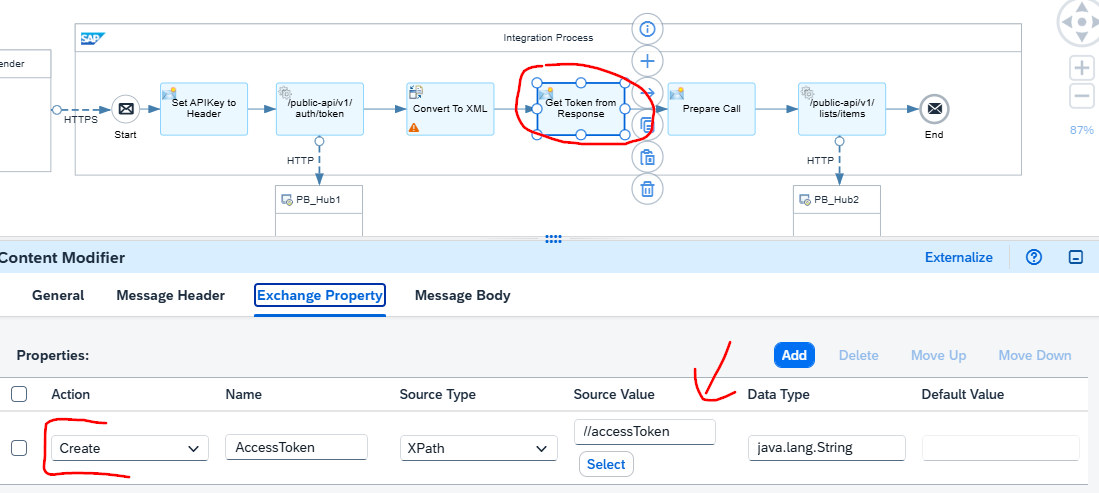 SAP
Integration Process
ender
HTTPS
Start
Set APIKey to
Header
/public-api/v1/
auth/token
Convert To XML
Get Token from
Response
Prepare Call
/public-api/v1/
lists/items
End
87%
HTTP
HTTP
PB_Hub1
PB_Hub2
Content Modifier
Externalize
General
Message Header
Exchange Property
Message Body
Properties:
Add
Delete
Move Up
Move Down
Action
Name
Source Type
Source Value
Data Type
Default Value
Create
AccessToken
XPath
//accessToken
java.lang.String
Select